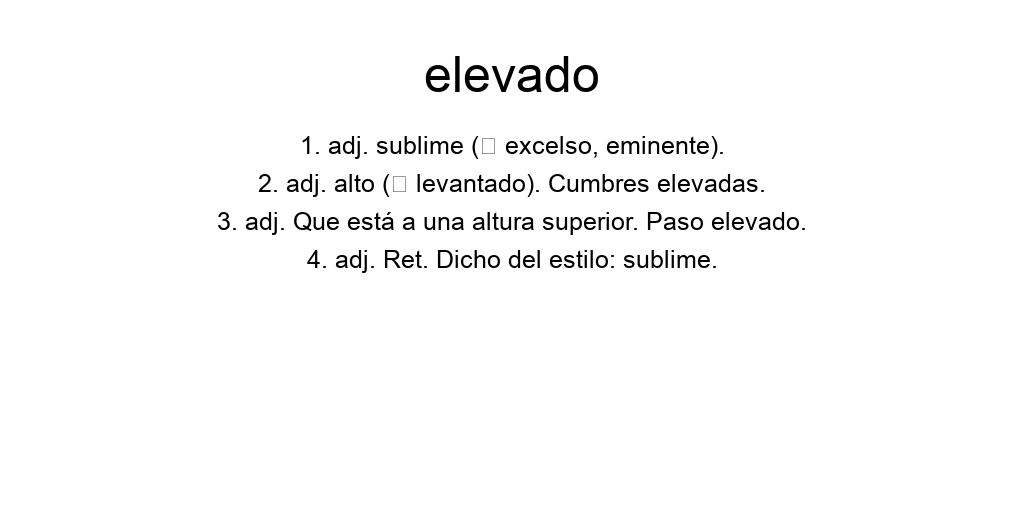 elevado
1. adj. sublime (□ excelso, eminente).
2. adj. alto (□ levantado). Cumbres elevadas.
3. adj. Que está a una altura superior. Paso elevado.
4. adj. Ret. Dicho del estilo: sublime.